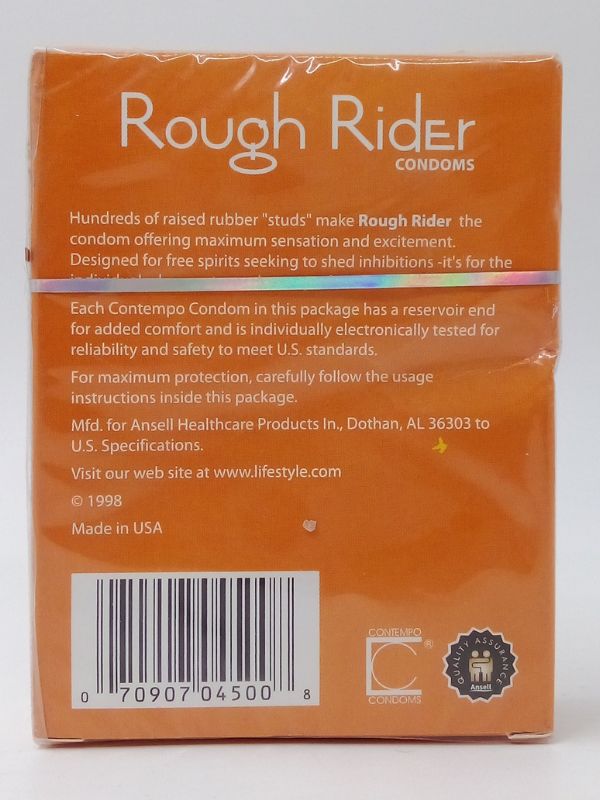 Rough Rider
CONDOMS
Hundreds of raised rubber "studs" make Rough Rider the
condom offering maximum sensation and excitement.
Designed for free spirits seeking to shed inhibitions -it's for the
Each Contempo Condom in this package has a reservoir end
for added comfort and is individually electronically tested for
reliability and safety to meet U.S. standards.
For maximum protection, carefully follow the usage
instructions inside this package.
Mfd. for Ansell Healthcare Products In., Dothan, AL 36303 to
U.S. Specifications.
Visit our web site at www.lifestyle.com
© 1998
Made in USA
0 70907 04500 8
CONTEMPO
®
CONDOMS
QUALITY ASSURANCE
Ansell